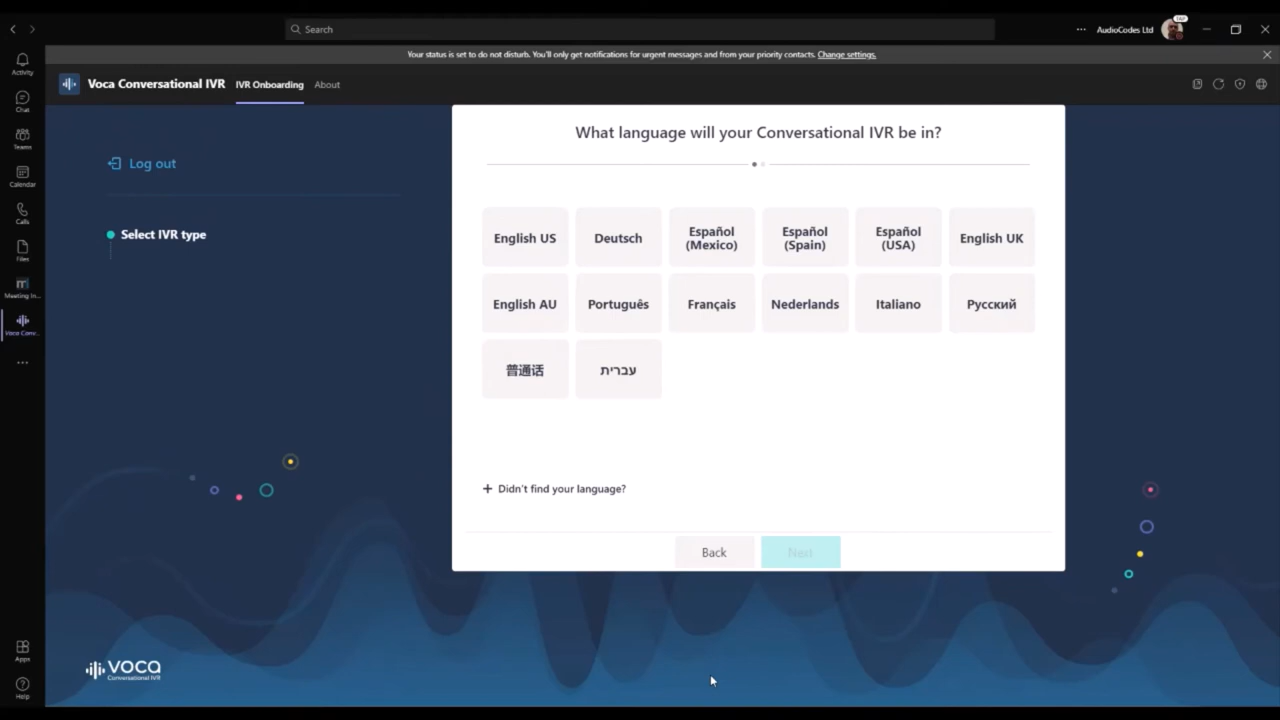 Search
AudioCodes Ltd
Your status is set to do not disturb. You'll only get notifications for urgent messages and from your priority contacts. Change settings.
Activity
Chat
Teams
Calendar
Calls
Files
Meeting In...
Voca Conv...
Apps
Help
Voca Conversational IVR
IVR Onboarding
About
Log out
Select IVR type
What language will your Conversational IVR be in?
English US
Deutsch
Español
(Mexico)
Español
(Spain)
Español
(USA)
English UK
English AU
Português
Français
Nederlands
Italiano
Русский
普通话
עברית
+ Didn't find your language?
Back
Next
VOCA
Conversational IVR